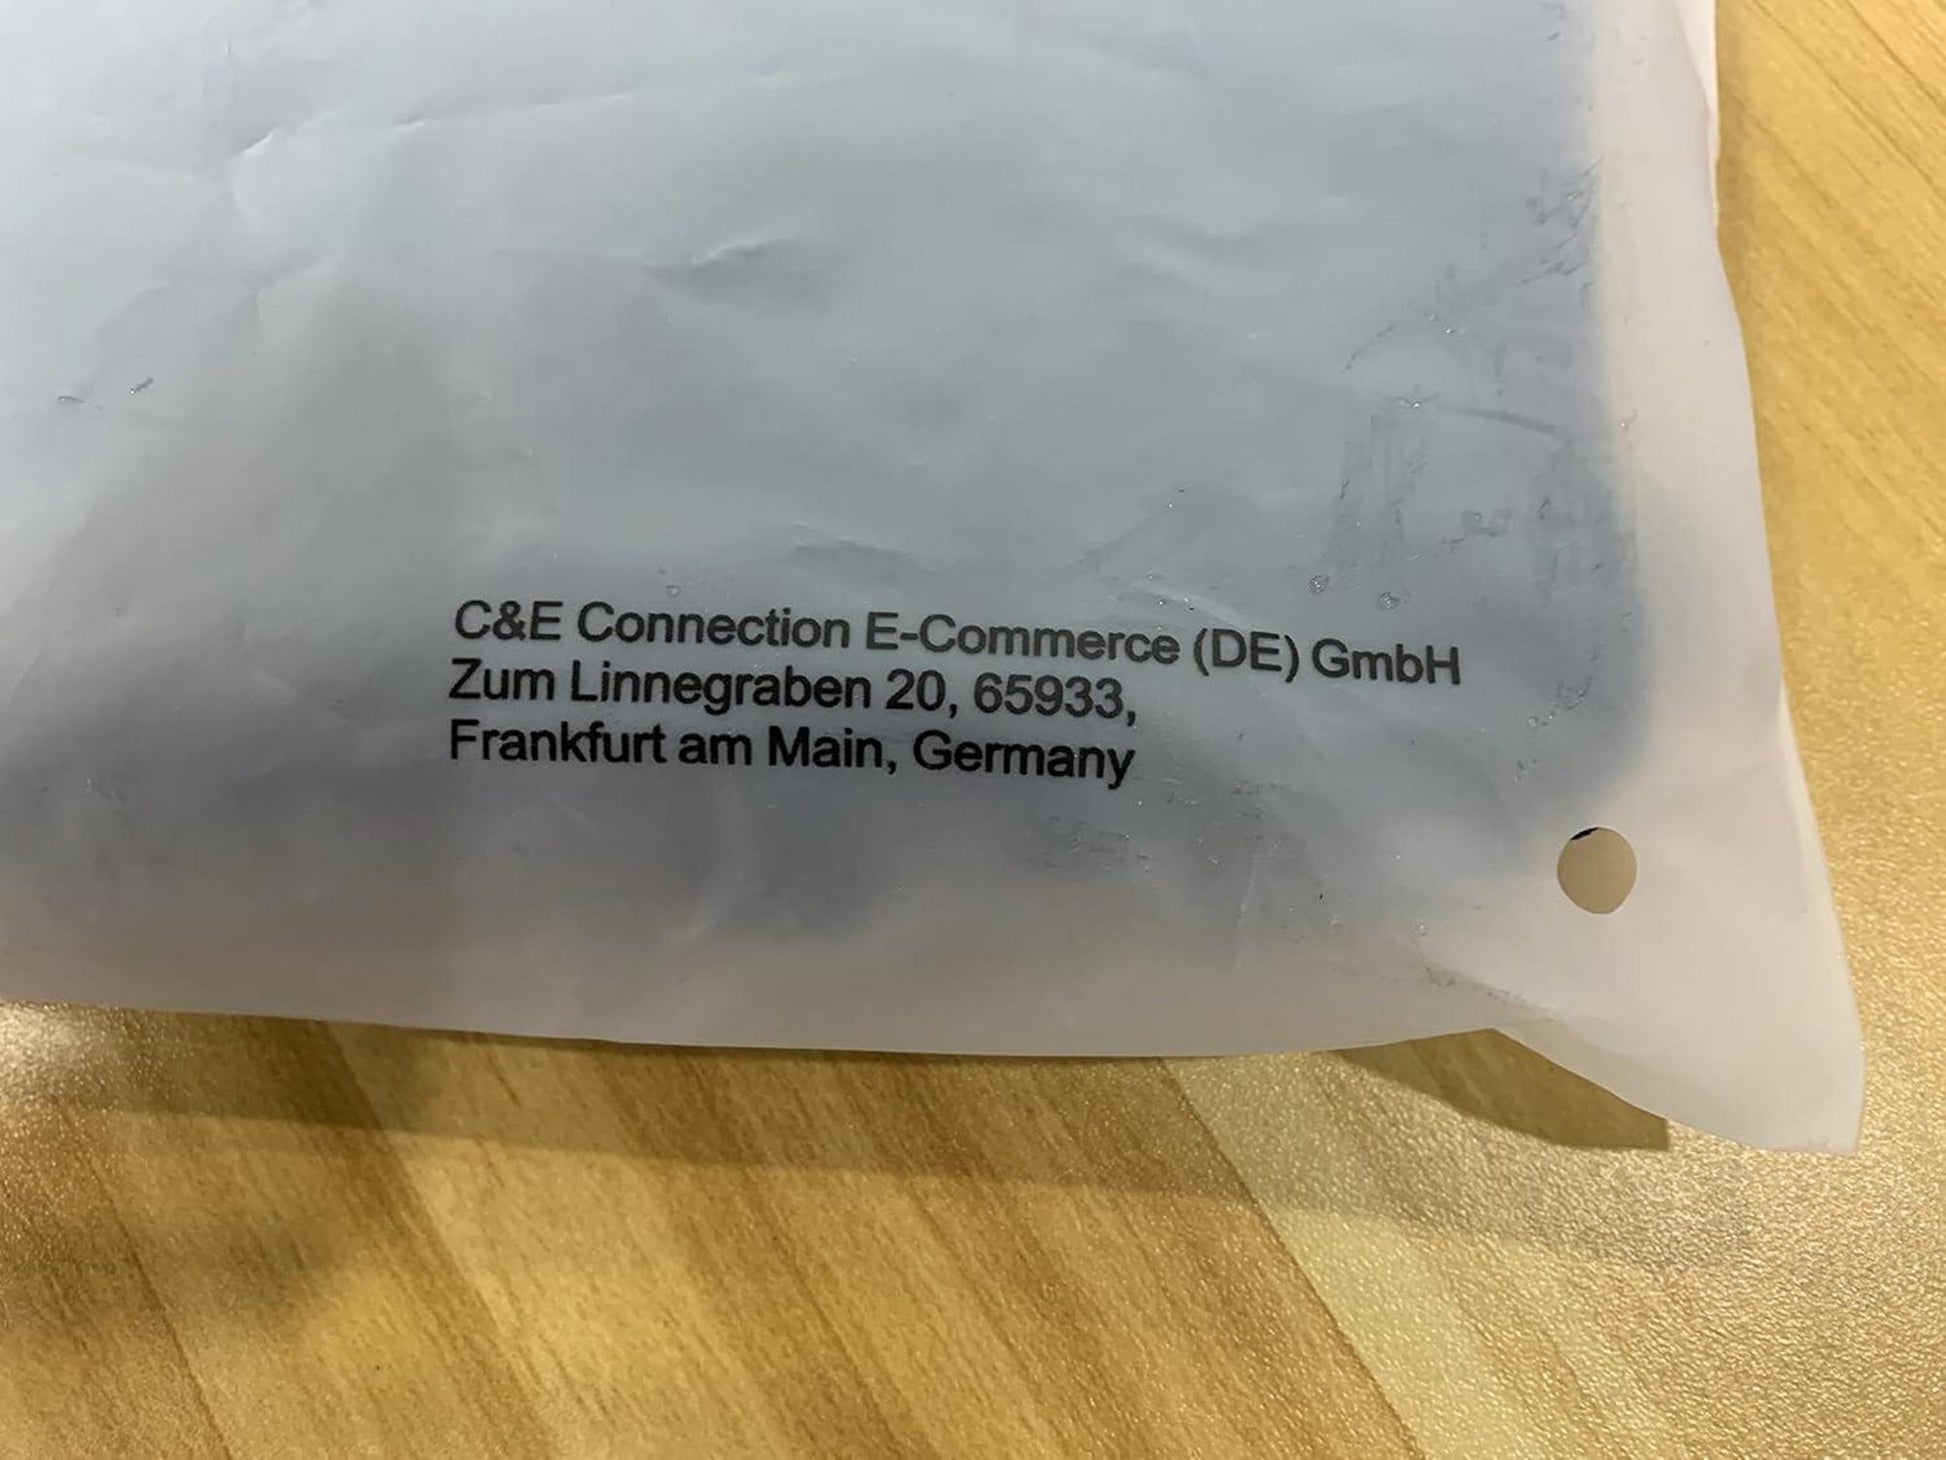 C&E Connection E-Commerce (DE) GmbH
Zum Linnegraben 20, 65933,
Frankfurt am Main, Germany